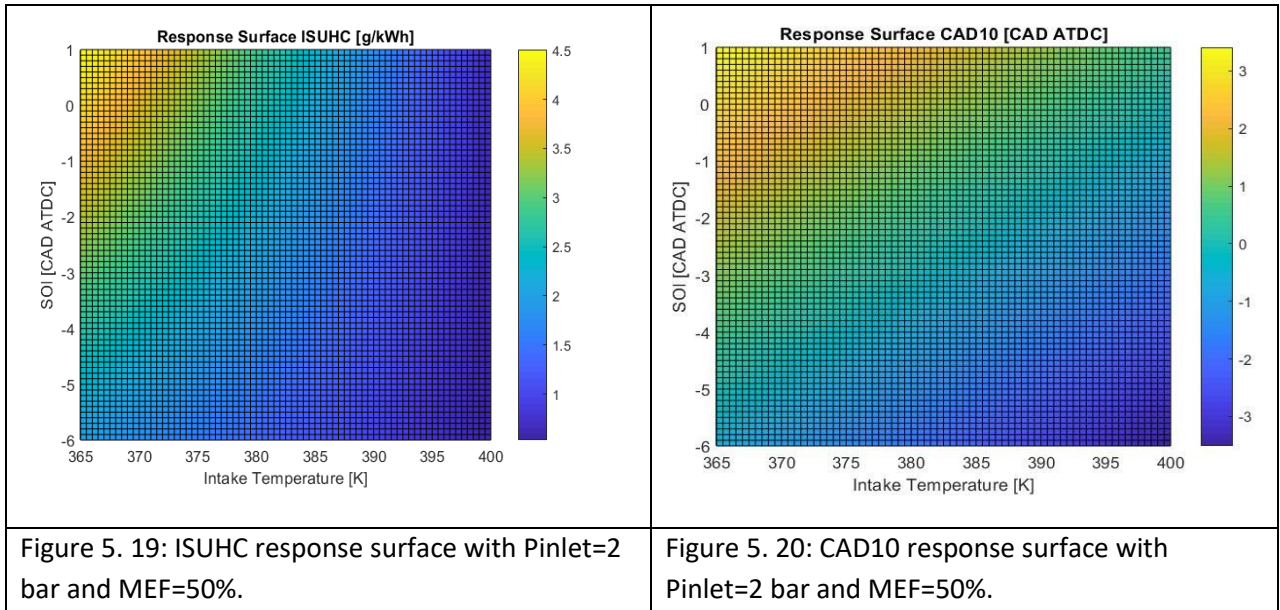 Response Surface ISUHC [g/kWh]
1
0
-1
-2
-3
-4
-5
-6
SOI [CAD ATDC]
365 370 375 380 385 390 395 400
Intake Temperature [K]
4.5
4
3.5
3
2.5
2
1.5
1
Response Surface CAD10 [CAD ATDC]
1
0
-1
-2
-3
-4
-5
-6
SOI [CAD ATDC]
365 370 375 380 385 390 395 400
Intake Temperature [K]
3
2
1
0
-1
-2
-3
Figure 5. 19: ISUHC response surface with Pinlet=2
bar and MEF=50%.
Figure 5. 20: CAD10 response surface with
Pinlet=2 bar and MEF=50%.